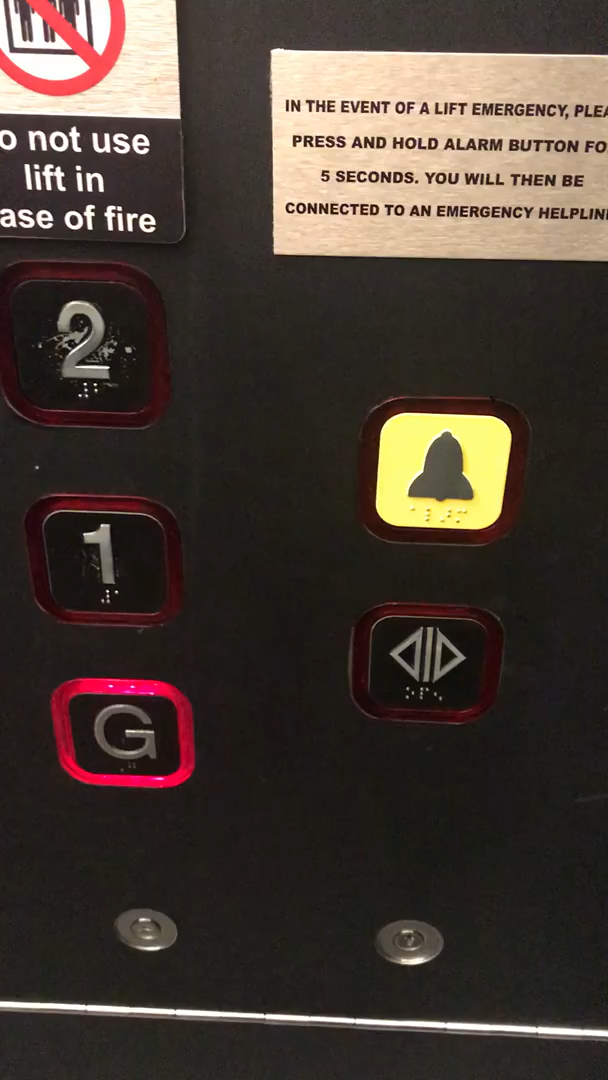 o not use
lift in
ase of fire
IN THE EVENT OF A LIFT EMERGENCY, PLEA
PRESS AND HOLD ALARM BUTTON FO
5 SECONDS. YOU WILL THEN BE
CONNECTED TO AN EMERGENCY HELPLIN
2
1
G